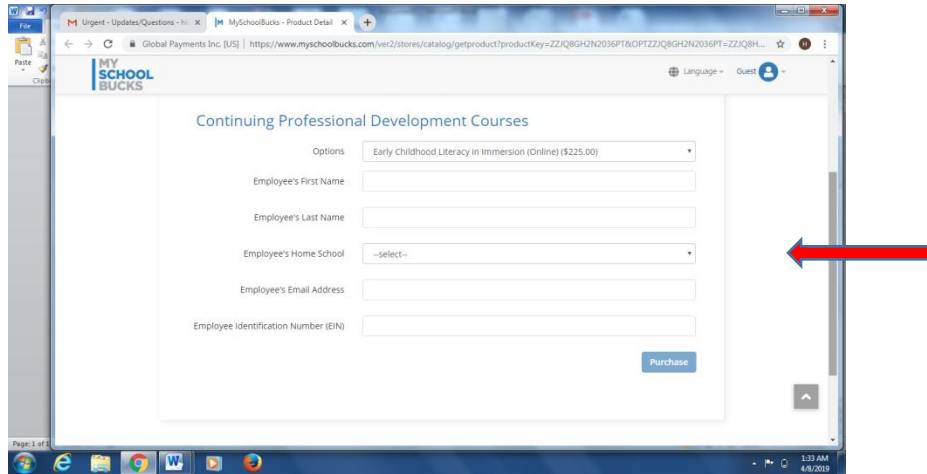 File
Paste
Page: 1 of 1
Urgent - Updates/Questions - hi
MySchoolBucks - Product Detail
Global Payments Inc. [US] | https://www.myschoolbucks.com/ver2/stores/catalog/getproduct?productKey=ZZJQ8GH2N2036PT&OPTZZJQ8GH2N2036PT=ZZJQ8H...
H
MY
SCHOOL
BUCKS
Language
Guest
Continuing Professional Development Courses
Options Early Childhood Literacy in Immersion (Online) ($225.00)
Employee's First Name
Employee's Last Name
Employee's Home School --select--
Employee's Email Address
Employee Identification Number (EIN)
Purchase
1:33 AM
4/8/2019